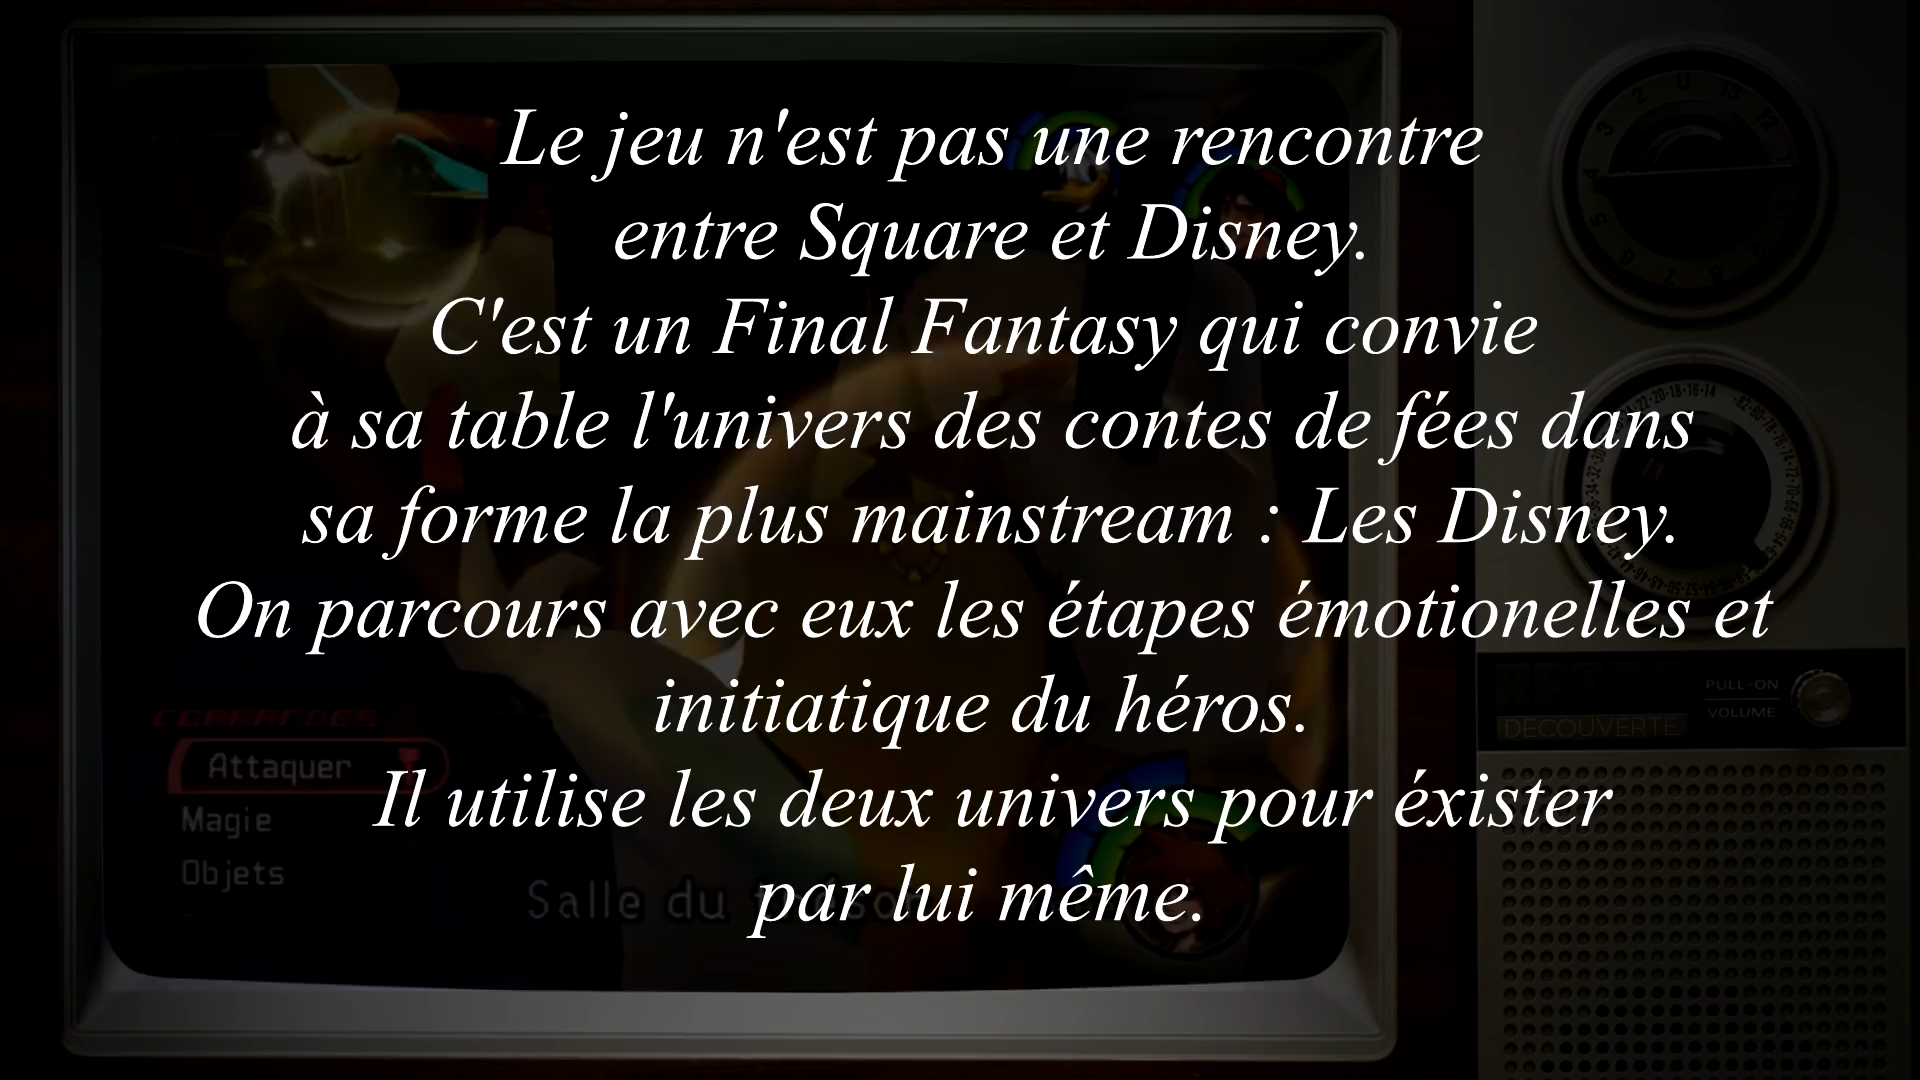 Le jeu n'est pas une rencontre
entre Square et Disney.
C'est un Final Fantasy qui convie
à sa table l'univers des contes de fées dans
sa forme la plus mainstream : Les Disney.
On parcours avec eux les étapes émotionelles et
initiatique du héros.
Il utilise les deux univers pour éxister
par lui même.
COMMANDES
Attaquer
Magie
Objets
Salle du
PULL-ON
VOLUME
DECOUVERTE